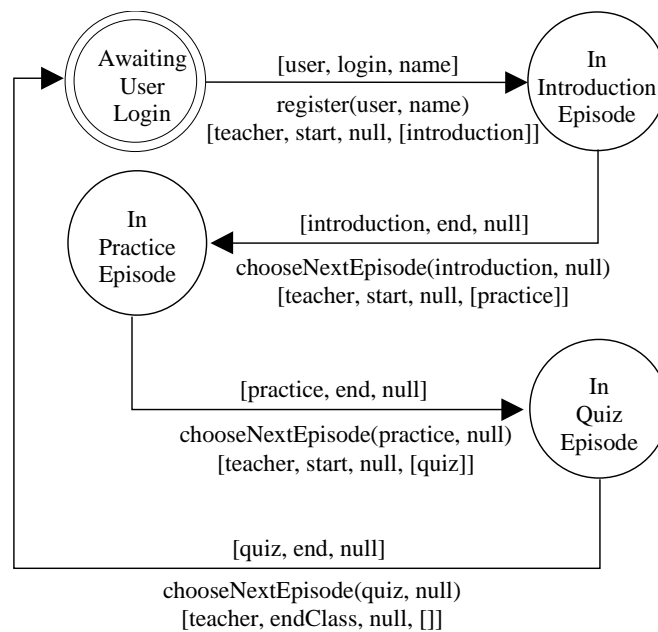 Awaiting
User
Login
[user, login, name]
register(user, name)
[teacher, start, null, [introduction]]
In
Introduction
Episode
In
Practice
Episode
[introduction, end, null]
chooseNextEpisode(introduction, null)
[teacher, start, null, [practice]]
[practice, end, null]
chooseNextEpisode(practice, null)
[teacher, start, null, [quiz]]
In
Quiz
Episode
[quiz, end, null]
chooseNextEpisode(quiz, null)
[teacher, endClass, null, []]